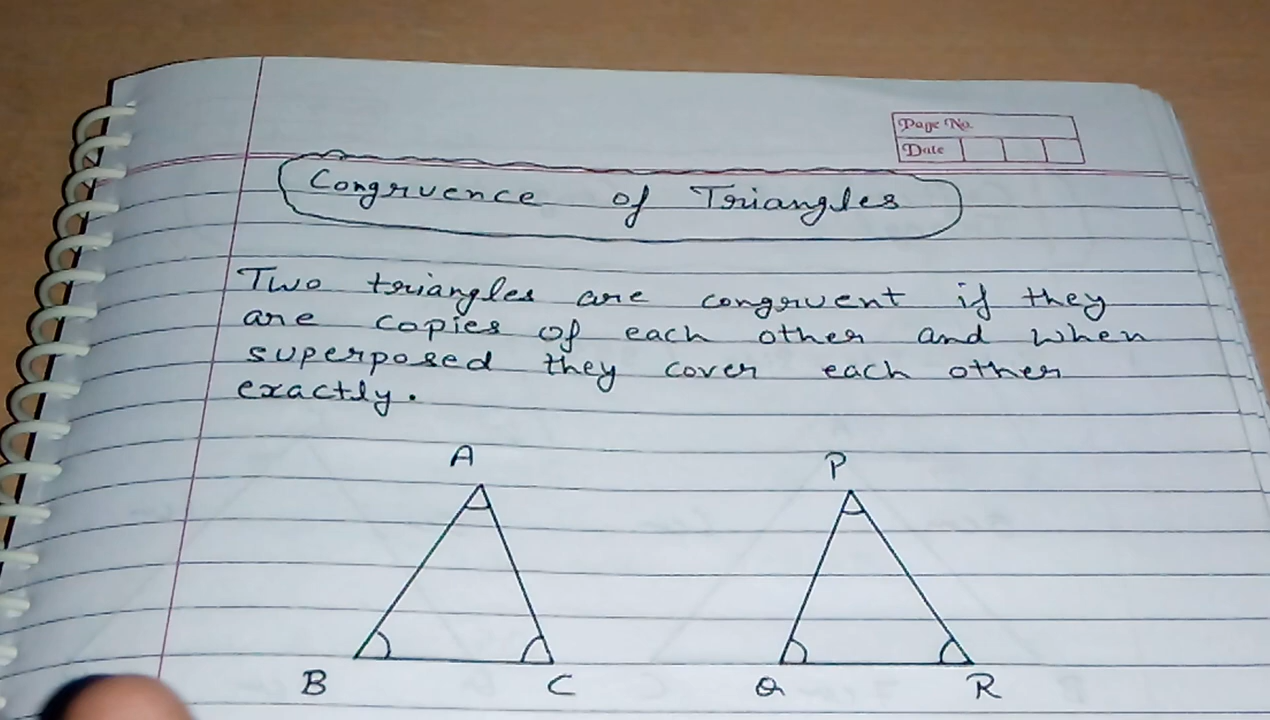 Page No.
Date
Congruence of Triangles
Two triangles are congruent if they
are copies of each other and when
superposed they cover each other
exactly.
A P
B C Q R